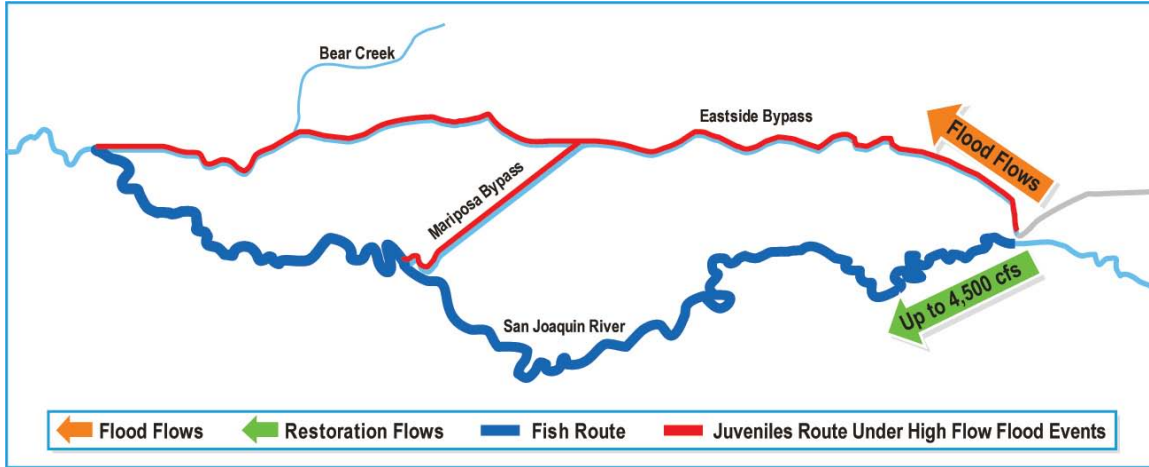 Bear Creek
Eastside Bypass
Flood Flows
Mariposa Bypass
Up to 4,500 cfs
San Joaquin River
Flood Flows
Restoration Flows
Fish Route
Juveniles Route Under High Flow Flood Events